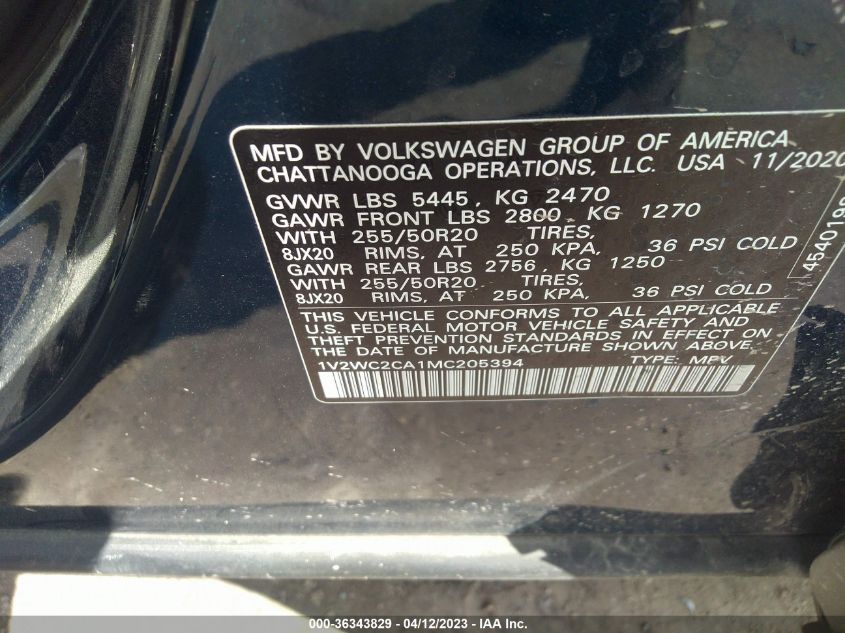 MFD BY VOLKSWAGEN GROUP OF AMERICA
CHATTANOOGA OPERATIONS, LLC. USA 11/2020
GVWR LBS 5445, KG 2470
GAWR FRONT LBS 2800, KG 1270
WITH 255/50R20 TIRES,
8JX20 RIMS, AT 250 KPA, 36 PSI COLD
GAWR REAR LBS 2756, KG 1250
WITH 255/50R20 TIRES,
8JX20 RIMS, AT 250 KPA, 36 PSI COLD
THIS VEHICLE CONFORMS TO ALL APPLICABLE
U.S. FEDERAL MOTOR VEHICLE SAFETY AND
THEFT PREVENTION STANDARDS IN EFFECT ON
THE DATE OF MANUFACTURE SHOWN ABOVE.
1V2WC2CA1MC205394 TYPE: MPV
000-36343829 - 04/12/2023 - IAA Inc.